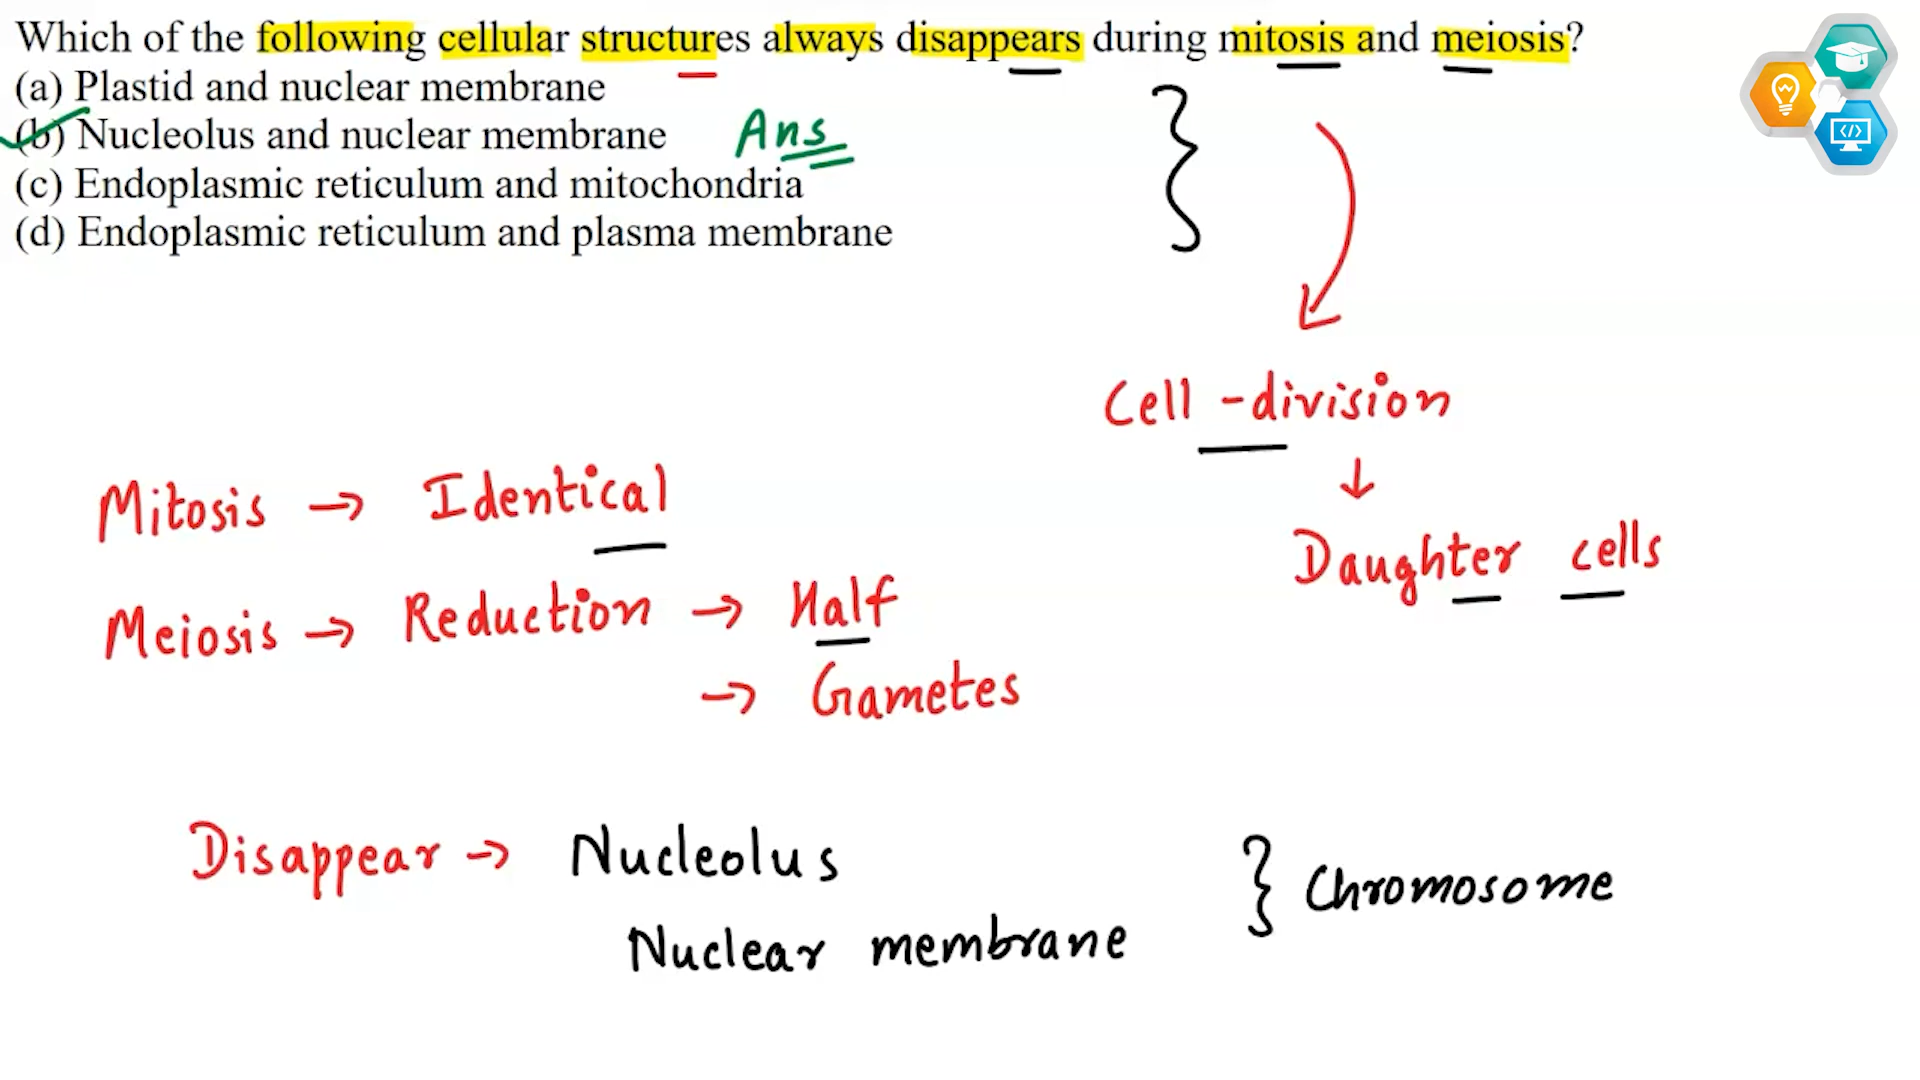 Which of the following cellular structures always disappears during mitosis and meiosis?
(a) Plastid and nuclear membrane
(b) Nucleolus and nuclear membrane Ans
(c) Endoplasmic reticulum and mitochondria
(d) Endoplasmic reticulum and plasma membrane
Cell - division
↓
Daughter cells
Mitosis → Identical
Meiosis → Reduction → Half
→ Gametes
Disappear → Nucleolus
Nuclear membrane
} Chromosome